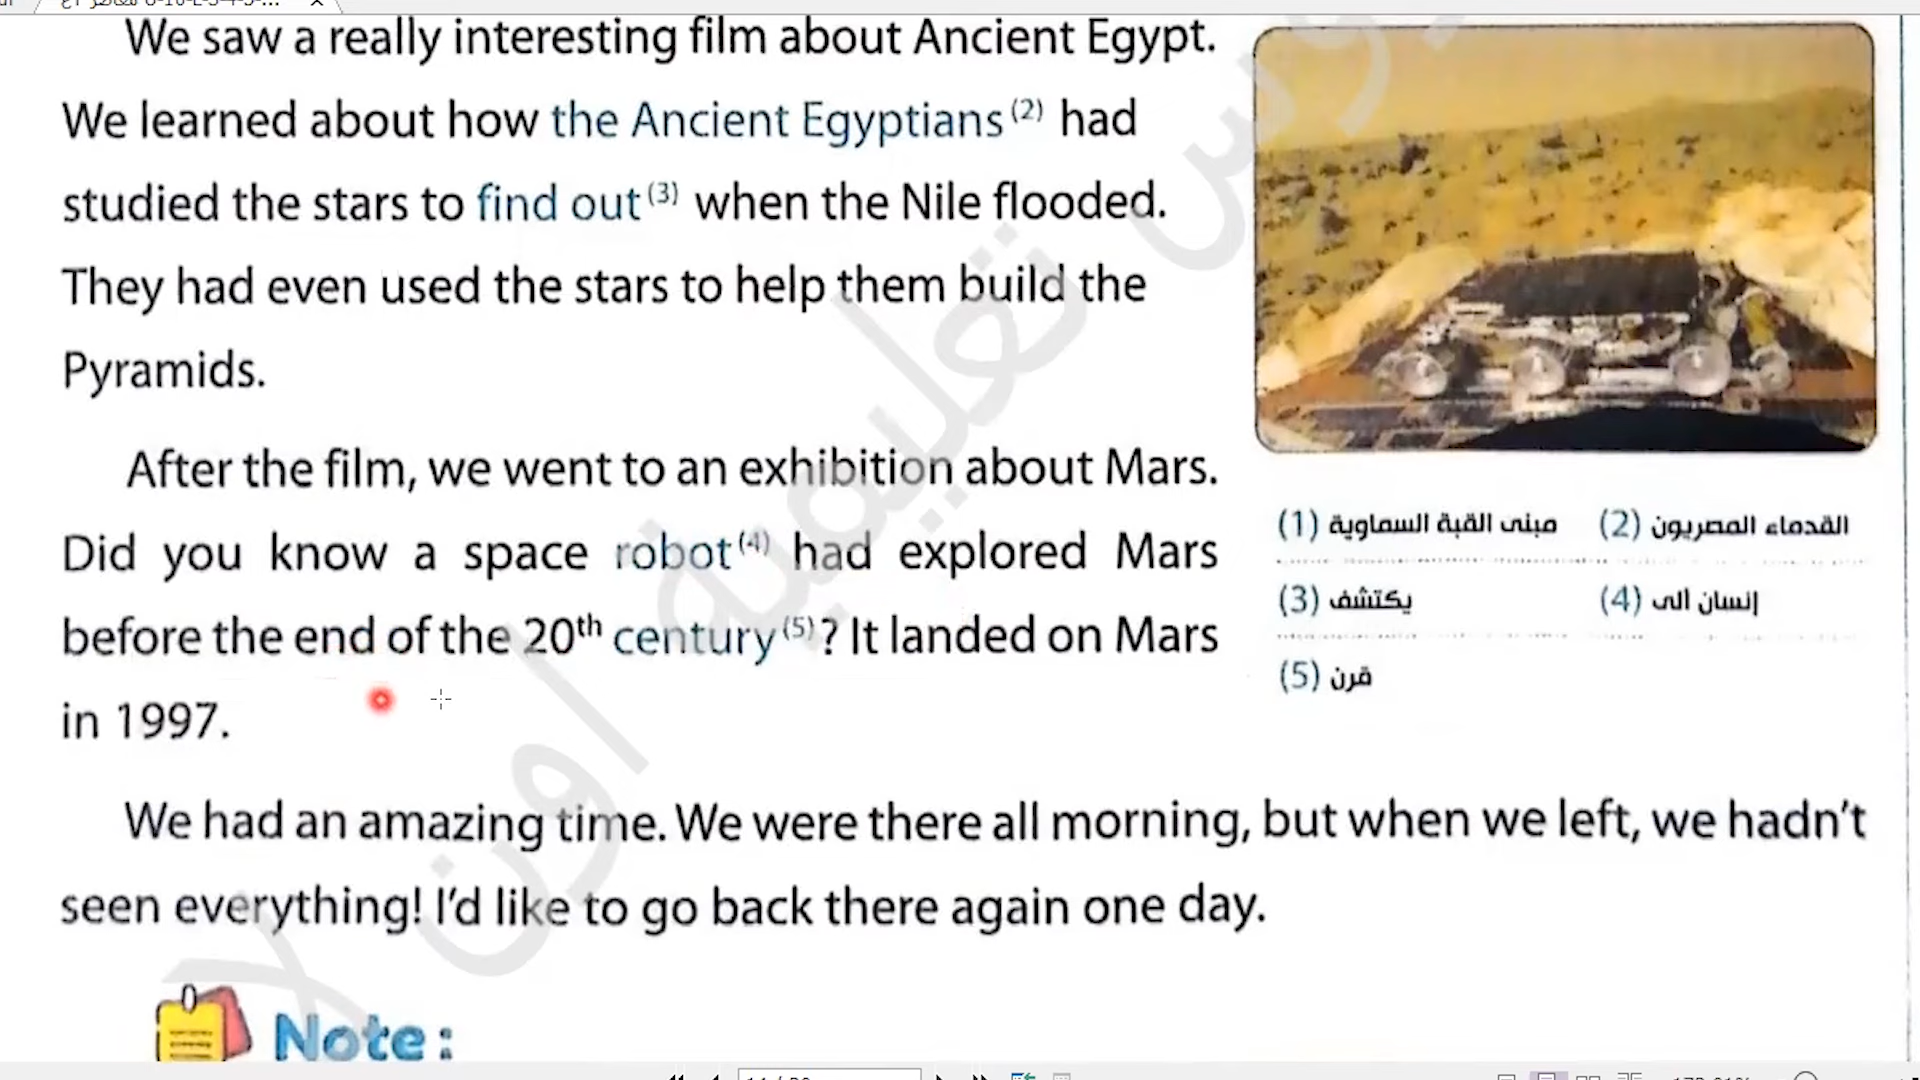 We saw a really interesting film about Ancient Egypt.
We learned about how the Ancient Egyptians(2) had
studied the stars to find out(3) when the Nile flooded.
They had even used the stars to help them build the
Pyramids.
After the film, we went to an exhibition about Mars.
Did you know a space robot(4) had explored Mars
before the end of the 20th century(5)? It landed on Mars
in 1997.
(1) مبنى القبة السماوية (2) القدماء المصريون
(3) يكتشف (4) إنسان آلى
(5) قرن
We had an amazing time. We were there all morning, but when we left, we hadn't
seen everything! I'd like to go back there again one day.
Note: